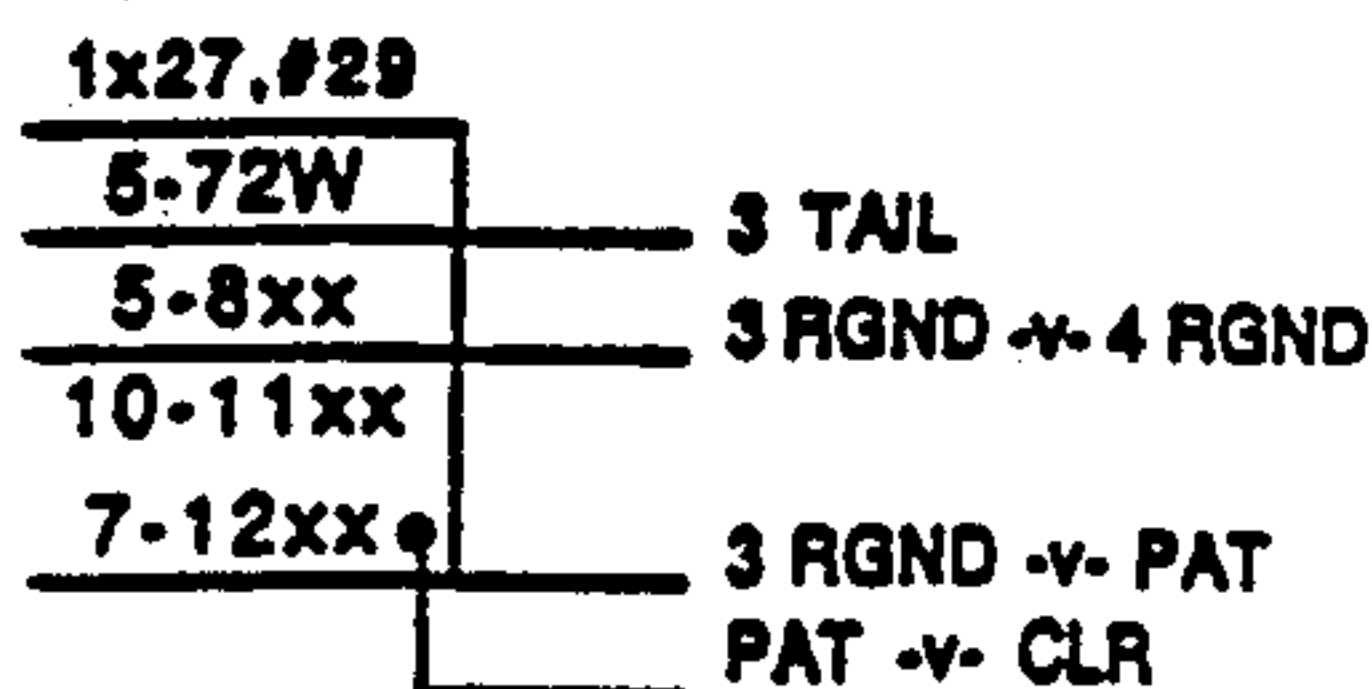 1x27,#29
5-72W
3 TAIL
5-8xx
3 RGND -v- 4 RGND
10-11xx
7-12xx
3 RGND -v- PAT
PAT -v- CLR